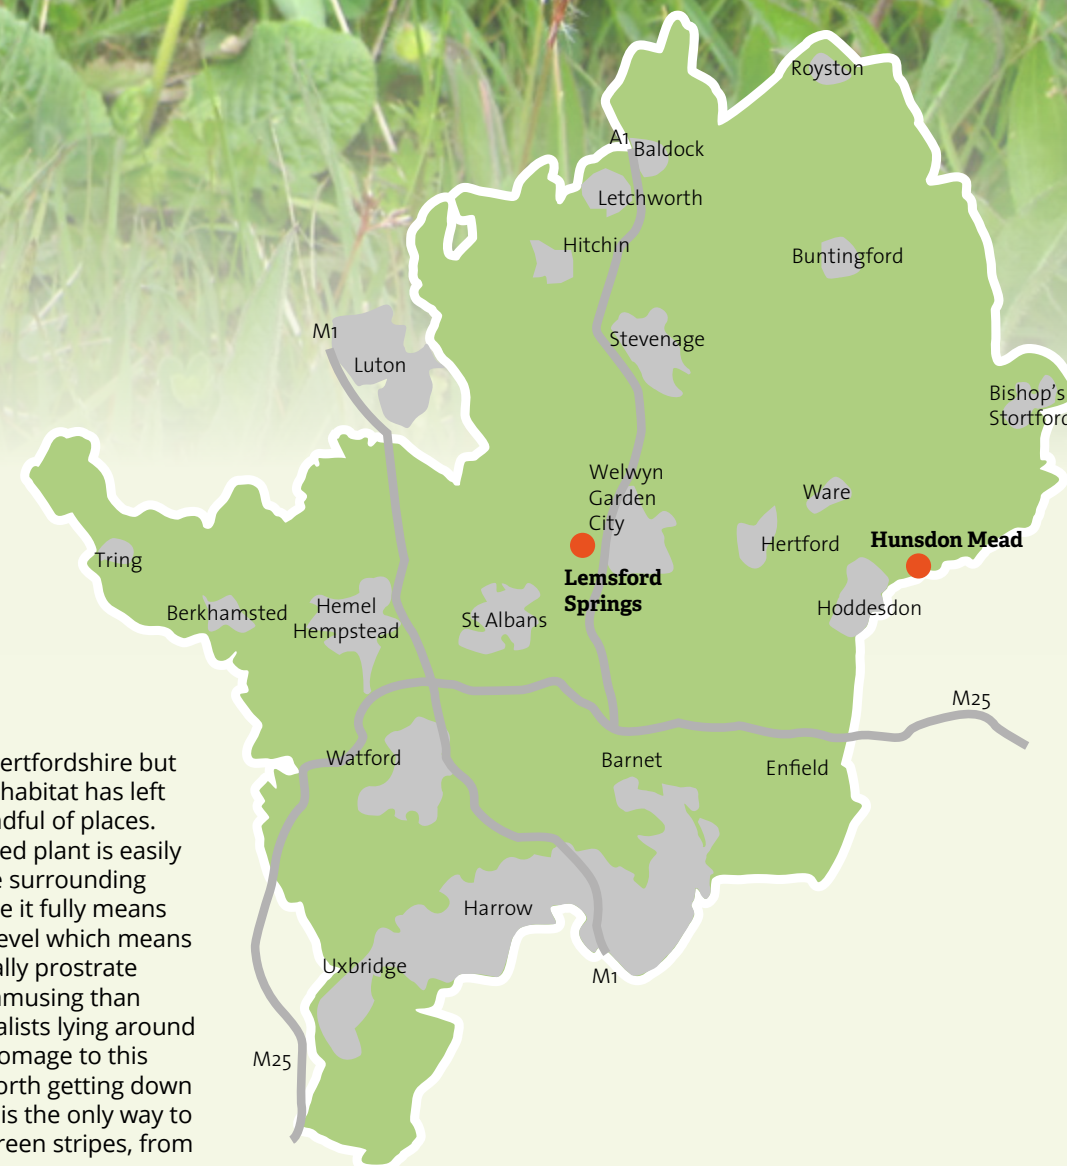 Royston
A1
Baldock
Letchworth
Hitchin
Buntingford
M1
Stevenage
Luton
Bishop's
Stortford
Welwyn
Garden
City
Ware
Hertford
Hunsdon Mead
Tring
Lemsford
Springs
Berkhamsted
Hemel
Hempstead
St Albans
Hoddesdon
M25
Watford
Barnet
Enfield
Harrow
Uxbridge
M1
M25
ertfordshire but
habitat has left
dful of places.
ed plant is easily
e surrounding
e it fully means
evel which means
ally prostrate
amusing than
alists lying around
omage to this
orth getting down
is the only way to
reen stripes, from